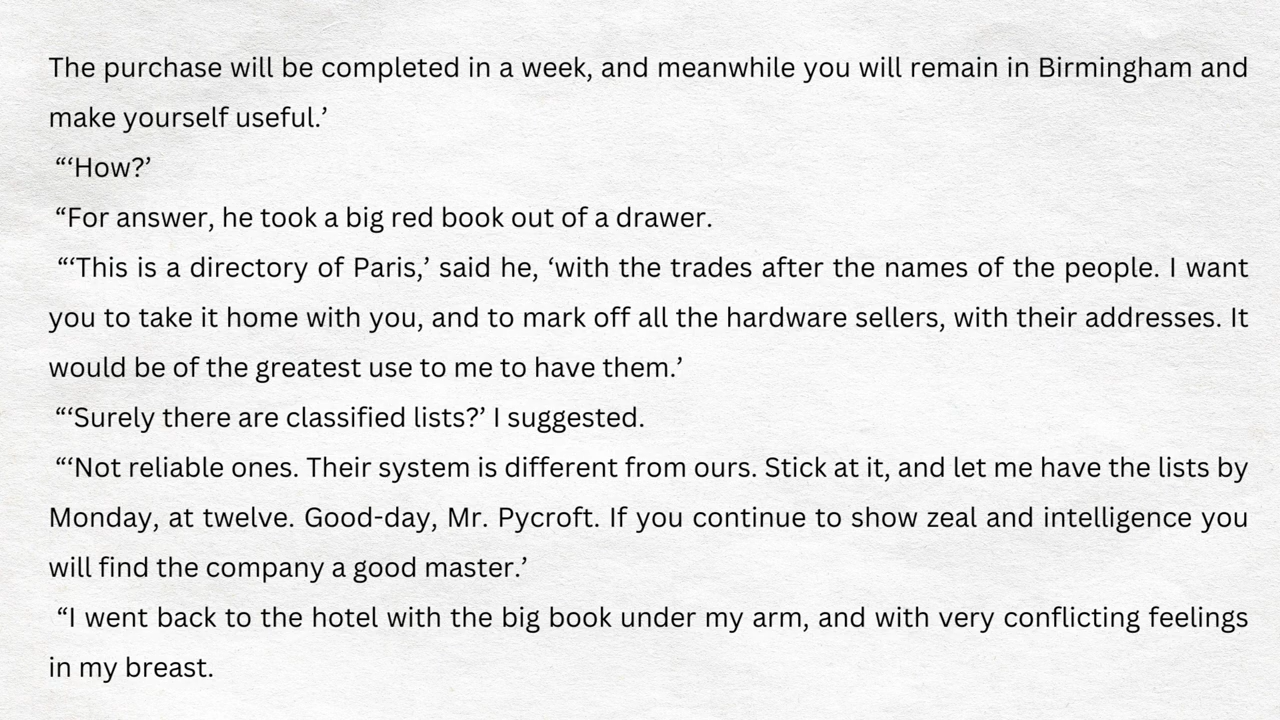 The purchase will be completed in a week, and meanwhile you will remain in Birmingham and
make yourself useful.’
“‘How?’
“For answer, he took a big red book out of a drawer.
“‘This is a directory of Paris,’ said he, ‘with the trades after the names of the people. I want
you to take it home with you, and to mark off all the hardware sellers, with their addresses. It
would be of the greatest use to me to have them.’
“‘Surely there are classified lists?’ I suggested.
“‘Not reliable ones. Their system is different from ours. Stick at it, and let me have the lists by
Monday, at twelve. Good-day, Mr. Pycroft. If you continue to show zeal and intelligence you
will find the company a good master.’
“I went back to the hotel with the big book under my arm, and with very conflicting feelings
in my breast.